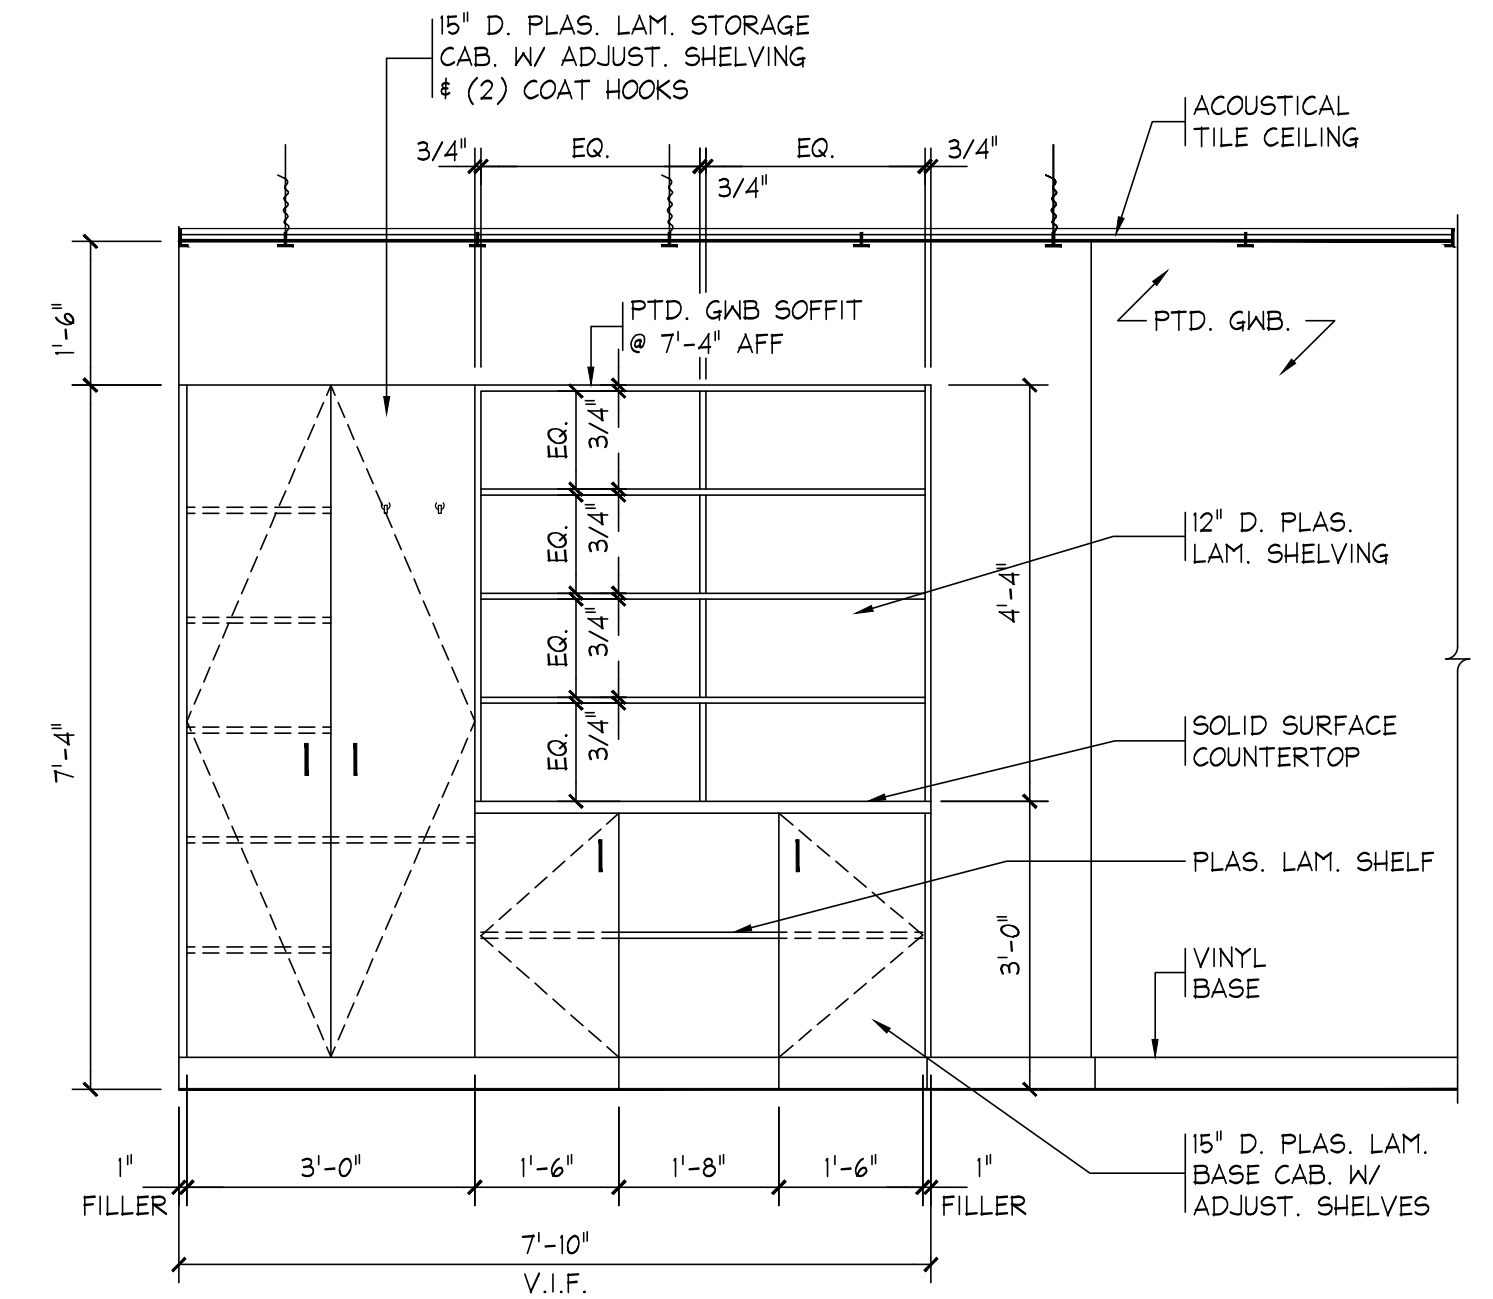 15" D. PLAS. LAM. STORAGE
CAB. W/ ADJUST. SHELVING
& (2) COAT HOOKS
ACOUSTICAL
TILE CEILING
3/4"
EQ.
EQ.
3/4"
3/4"
1'-6"
PTD. GWB SOFFIT
@ 7'-4" AFF
PTD. GWB.
EQ.
3/4"
EQ.
3/4"
EQ.
3/4"
EQ.
3/4"
12" D. PLAS.
LAM. SHELVING
4'-4"
7'-4"
SOLID SURFACE
COUNTERTOP
PLAS. LAM. SHELF
3'-0"
VINYL
BASE
15" D. PLAS. LAM.
BASE CAB. W/
ADJUST. SHELVES
1"
FILLER
3'-0"
1'-6"
1'-8"
1'-6"
1"
FILLER
7'-10"
V.I.F.